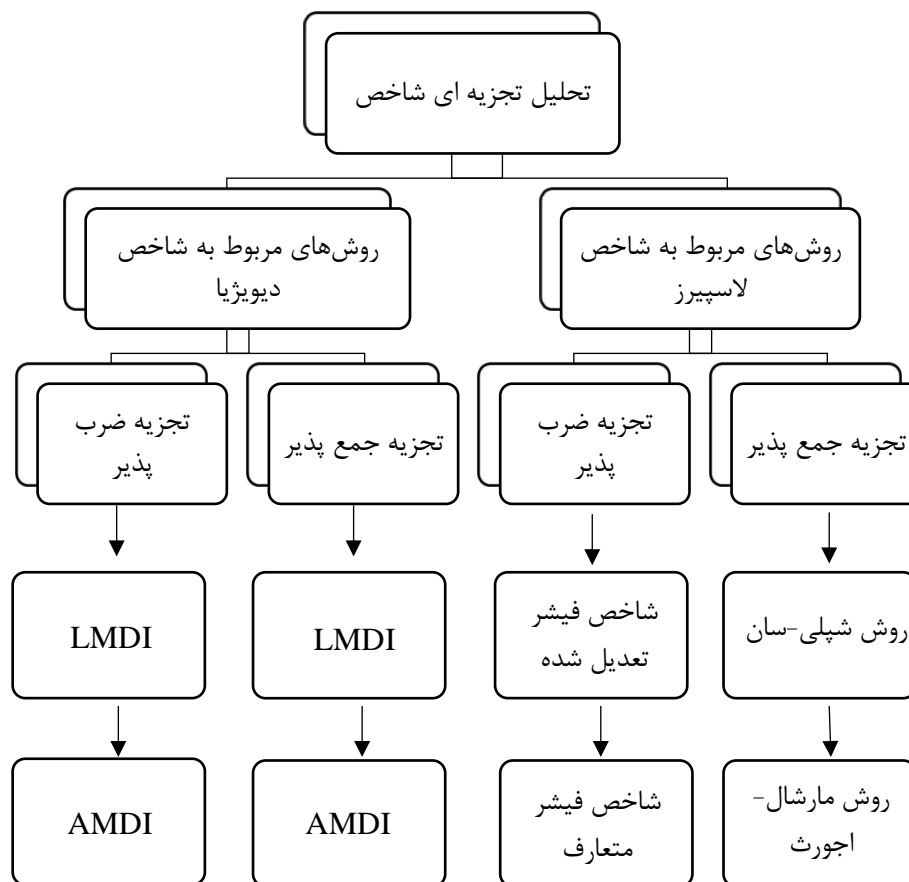 تحلیل تجزیه ای شاخص
روش‌های مربوط به شاخص
لاسپیرز
روش‌های مربوط به شاخص
دیویژیا
تجزیه جمع پذیر
تجزیه ضرب
پذیر
تجزیه جمع پذیر
تجزیه ضرب
پذیر
روش شپلی-سان
شاخص فیشر
تعدیل شده
LMDI
LMDI
روش مارشال-
اجورث
شاخص فیشر
متعارف
AMDI
AMDI